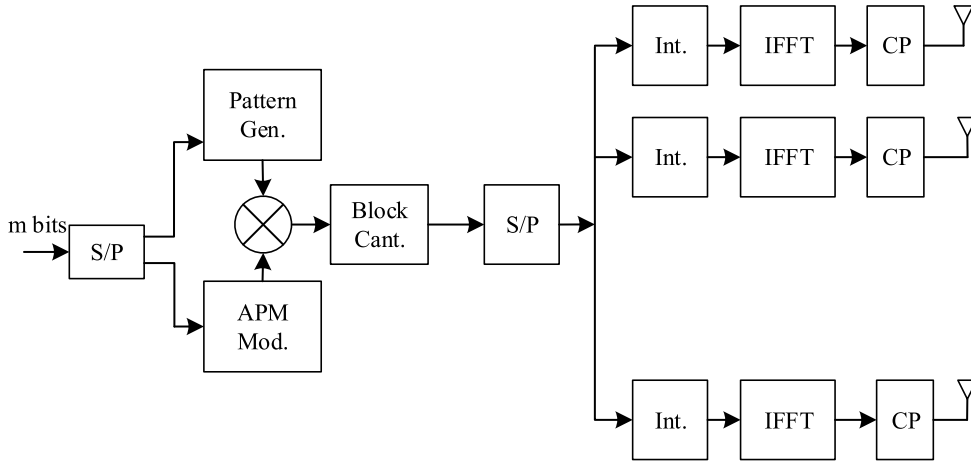 m bits
S/P
Pattern
Gen.
APM
Mod.
Block
Cant.
S/P
Int.
IFFT
CP
Int.
IFFT
CP
Int.
IFFT
CP